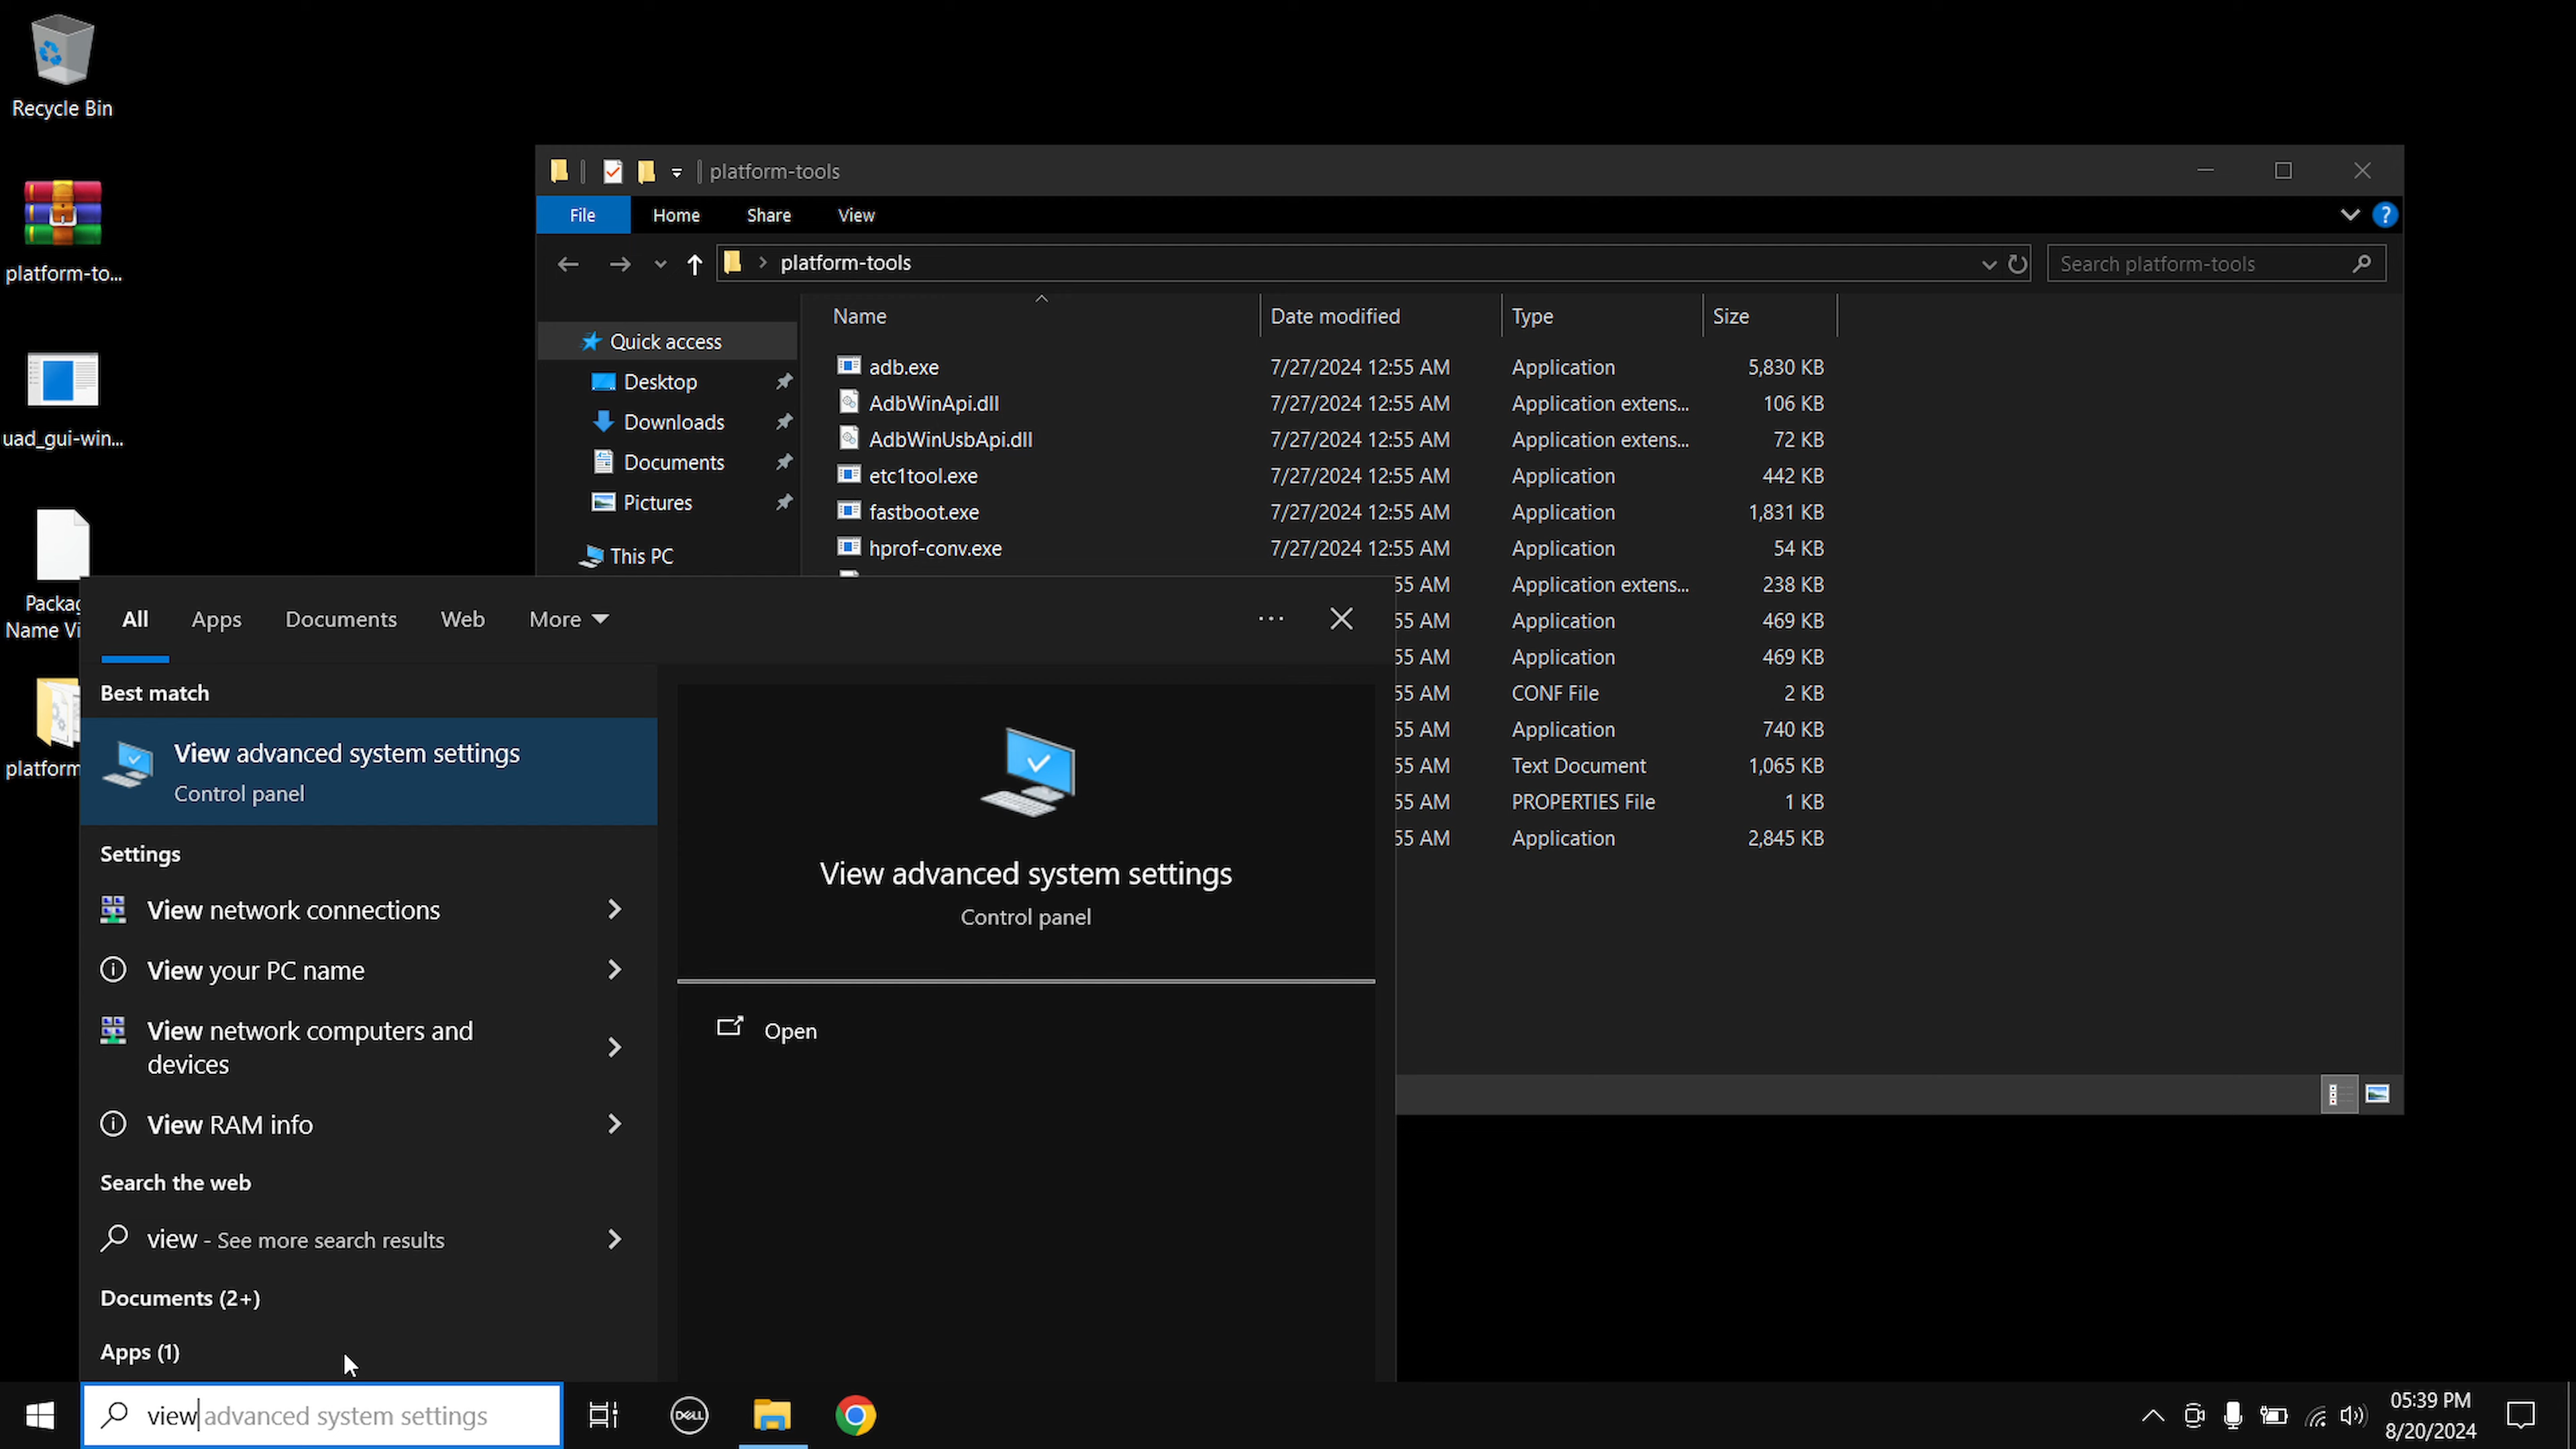 Recycle Bin
platform-to...
uad_gui-win...
Packag
Name Vi
platform
platform-tools
File Home Share View
platform-tools
Search platform-tools
Quick access
Desktop
Downloads
Documents
Pictures
This PC
Name Date modified Type Size
adb.exe 7/27/2024 12:55 AM Application 5,830 KB
AdbWinApi.dll 7/27/2024 12:55 AM Application extens... 106 KB
AdbWinUsbApi.dll 7/27/2024 12:55 AM Application extens... 72 KB
etc1tool.exe 7/27/2024 12:55 AM Application 442 KB
fastboot.exe 7/27/2024 12:55 AM Application 1,831 KB
hprof-conv.exe 7/27/2024 12:55 AM Application 54 KB
55 AM Application extens... 238 KB
55 AM Application 469 KB
55 AM Application 469 KB
55 AM CONF File 2 KB
55 AM Application 740 KB
55 AM Text Document 1,065 KB
55 AM PROPERTIES File 1 KB
55 AM Application 2,845 KB
All Apps Documents Web More
Best match
View advanced system settings
Control panel
Settings
View network connections
View your PC name
View network computers and
devices
View RAM info
Search the web
view - See more search results
Documents (2+)
Apps (1)
View advanced system settings
Control panel
Open
view advanced system settings
DELL
05:39 PM
8/20/2024